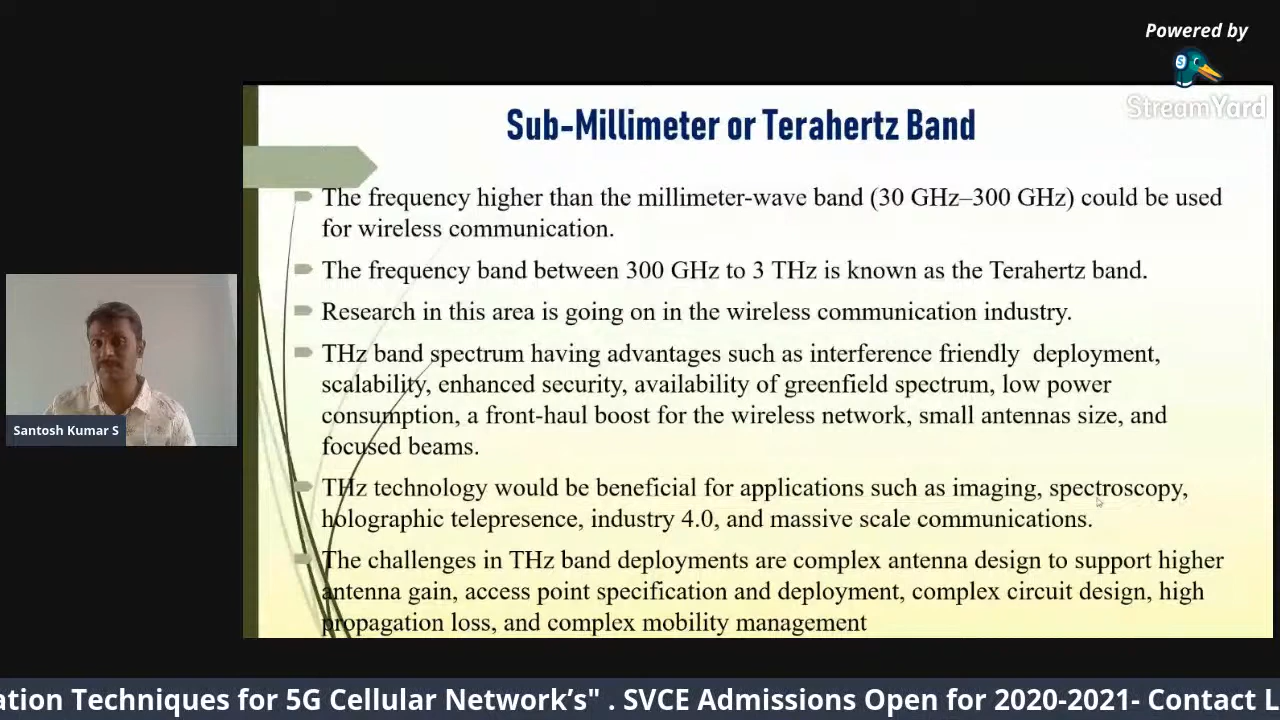 Powered by
S
StreamYard
Sub-Millimeter or Terahertz Band
The frequency higher than the millimeter-wave band (30 GHz–300 GHz) could be used
for wireless communication.
The frequency band between 300 GHz to 3 THz is known as the Terahertz band.
Research in this area is going on in the wireless communication industry.
THz band spectrum having advantages such as interference friendly deployment,
scalability, enhanced security, availability of greenfield spectrum, low power
consumption, a front-haul boost for the wireless network, small antennas size, and
focused beams.
THz technology would be beneficial for applications such as imaging, spectroscopy,
holographic telepresence, industry 4.0, and massive scale communications.
The challenges in THz band deployments are complex antenna design to support higher
antenna gain, access point specification and deployment, complex circuit design, high
propagation loss, and complex mobility management
Santosh Kumar S
ation Techniques for 5G Cellular Network’s" . SVCE Admissions Open for 2020-2021- Contact L